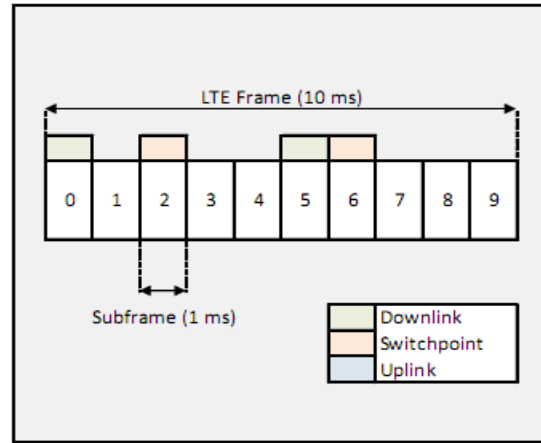 LTE Frame (10 ms)
0 1 2 3 4 5 6 7 8 9
Subframe (1 ms)
Downlink
Switchpoint
Uplink